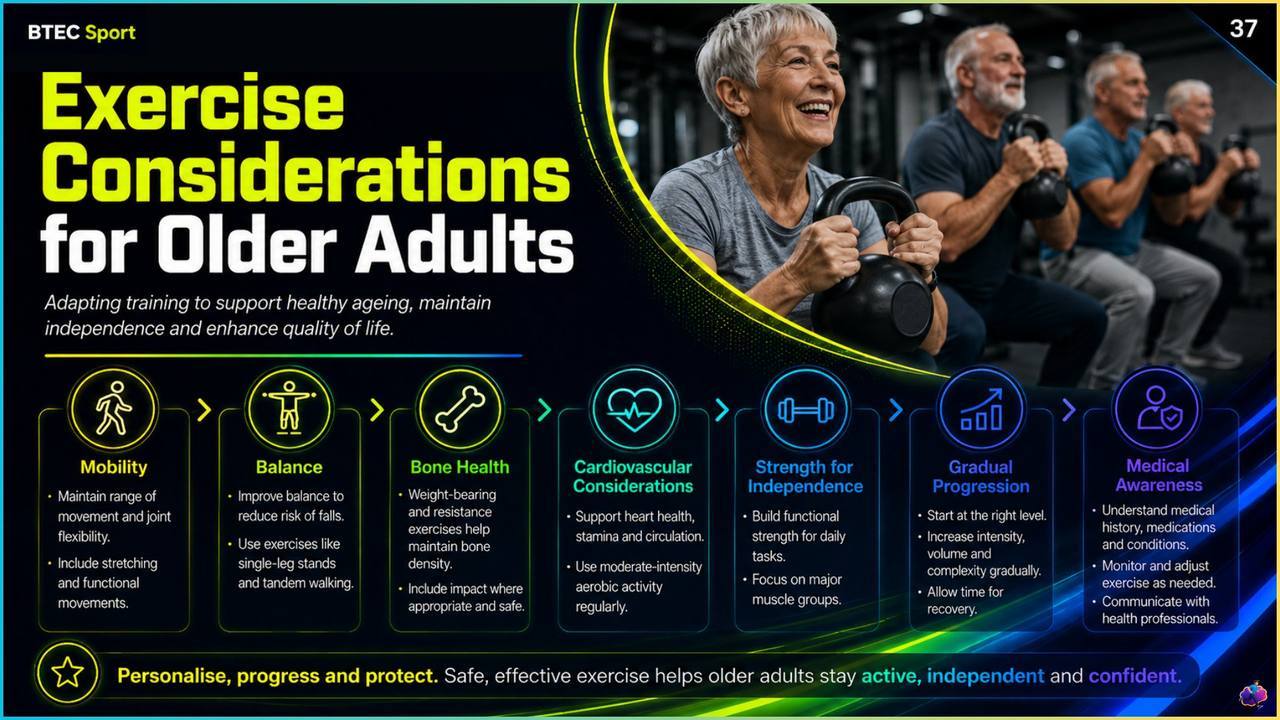 BTEC Sport
37
Exercise
Considerations
for Older Adults
Adapting training to support healthy ageing, maintain
independence and enhance quality of life.
Mobility
• Maintain range of
movement and joint
flexibility.
• Include stretching
and functional
movements.
Balance
• Improve balance to
reduce risk of falls.
• Use exercises like
single-leg stands
and tandem walking.
Bone Health
• Weight-bearing
and resistance
exercises help
maintain bone
density.
• Include impact where
appropriate and safe.
Cardiovascular
Considerations
• Support heart health,
stamina and circulation.
• Use moderate-intensity
aerobic activity
regularly.
Strength for
Independence
• Build functional
strength for daily
tasks.
• Focus on major
muscle groups.
Gradual
Progression
• Start at the right level.
• Increase intensity,
volume and
complexity gradually.
• Allow time for
recovery.
Medical
Awareness
• Understand medical
history, medications
and conditions.
• Monitor and adjust
exercise as needed.
• Communicate with
health professionals.
Personalise, progress and protect. Safe, effective exercise helps older adults stay active, independent and confident.